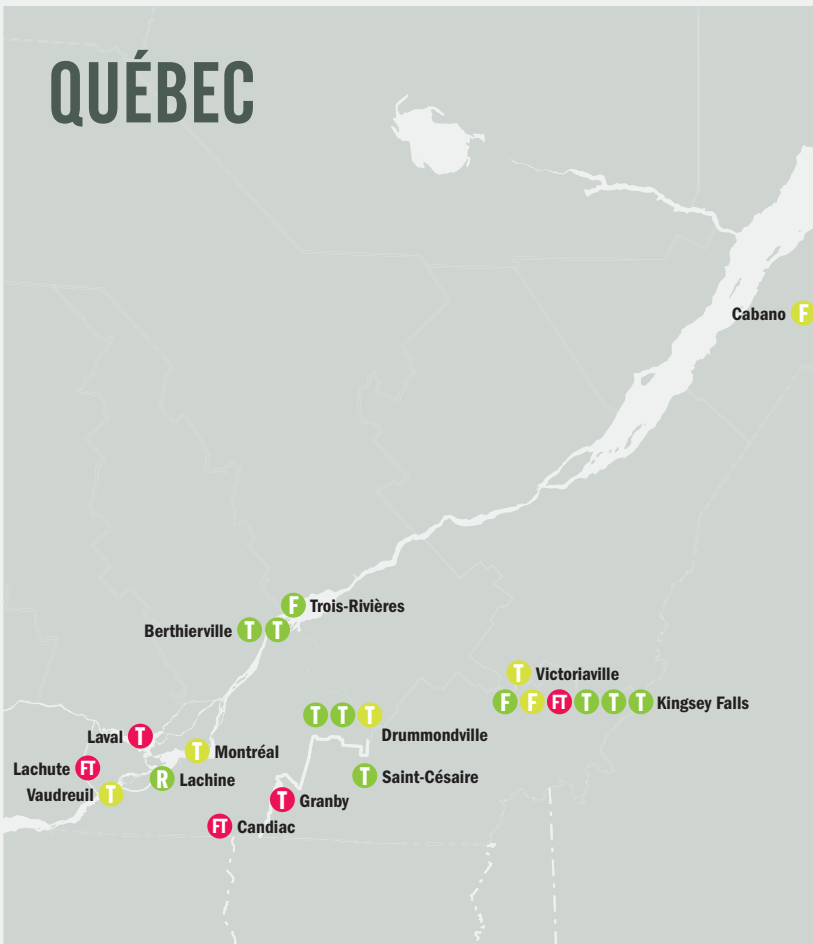 QUÉBEC
Cabano F
F Trois-Rivières
Berthierville T T
T Victoriaville
F F FT T T T Kingsey Falls
T T T
Drummondville
Laval T
T Montréal
Lachute FT
R Lachine
T Saint-Césaire
Vaudreuil T
T Granby
FT Candiac